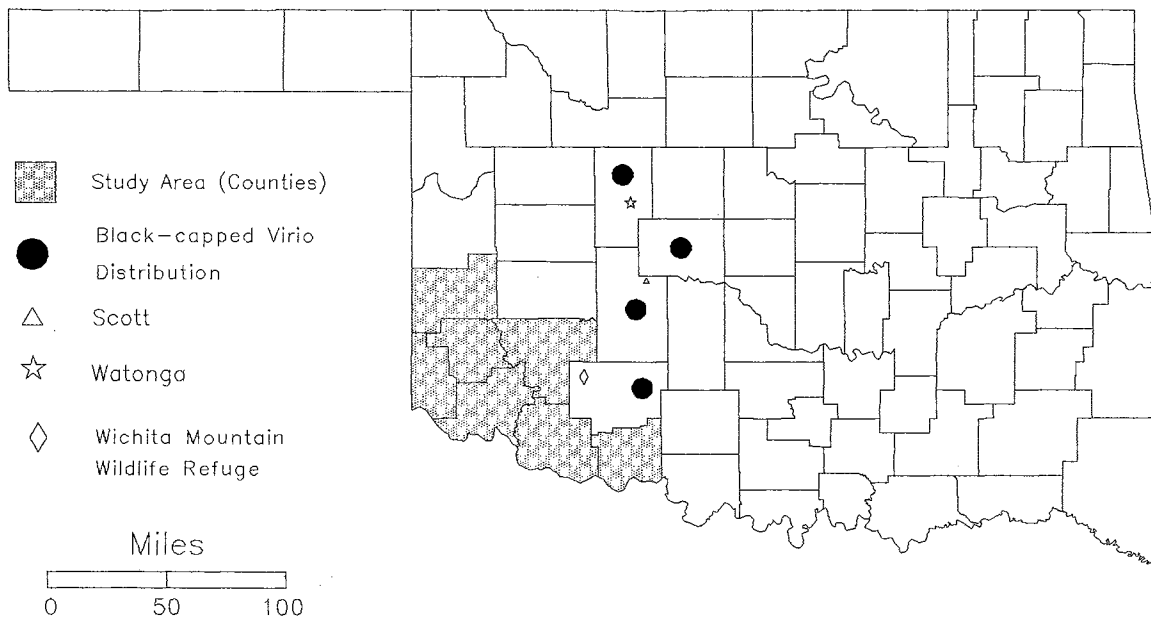 Study Area (Counties)
Black-capped Virio
Distribution
Scott
Watonga
Wichita Mountain
Wildlife Refuge
Miles
0 50 100